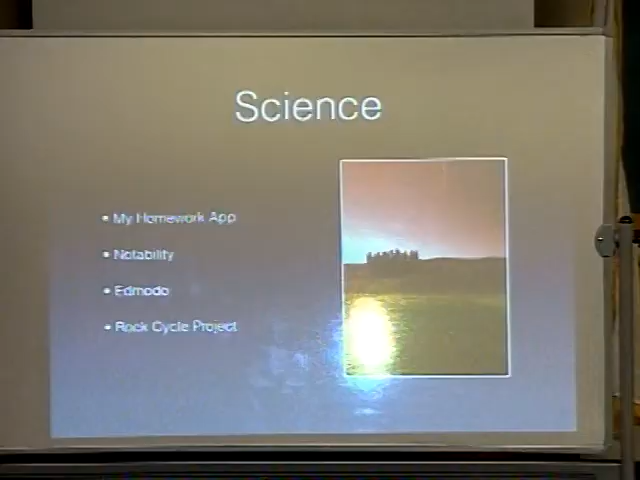 Science
• My Homework App
• Notability
• Edmodo
• Rock Cycle Project